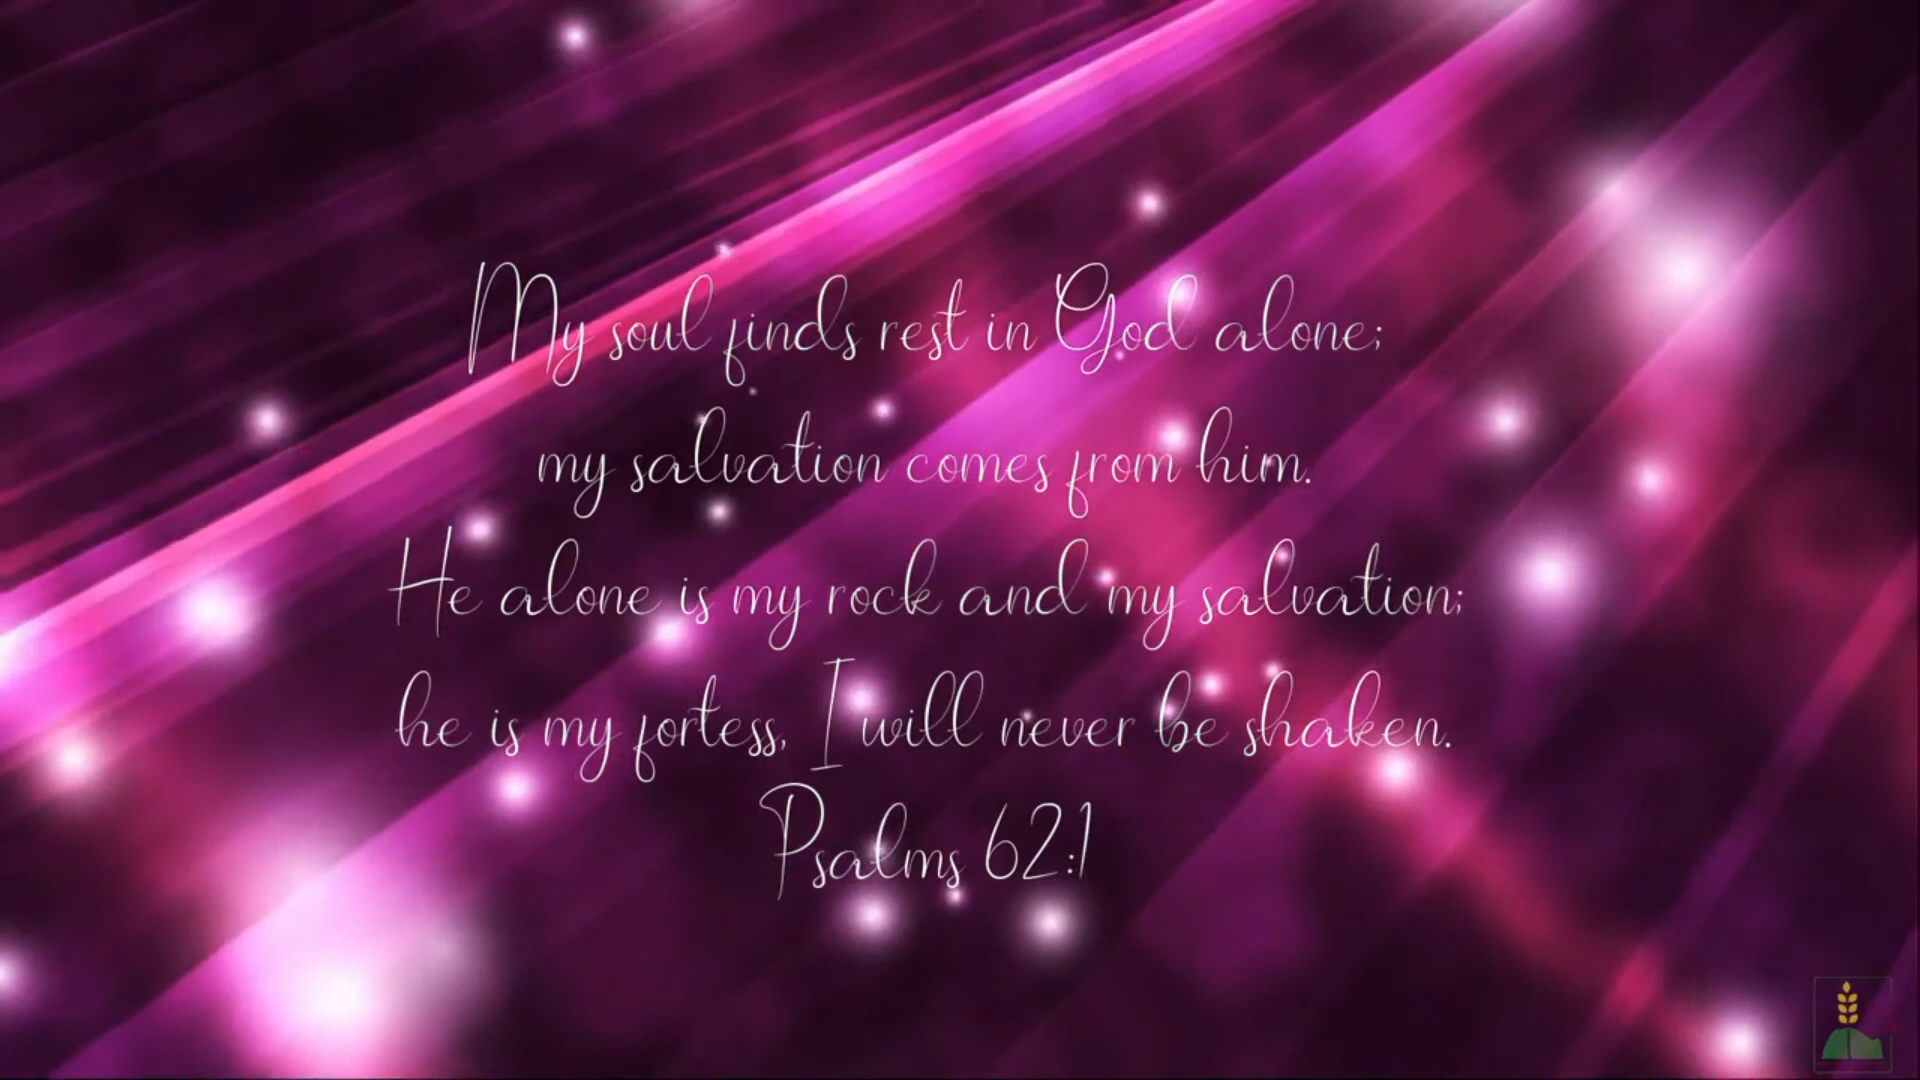 My soul finds rest in God alone;
my salvation comes from him.
He alone is my rock and my salvation;
he is my fortess, I will never be shaken.
Psalms 62:1